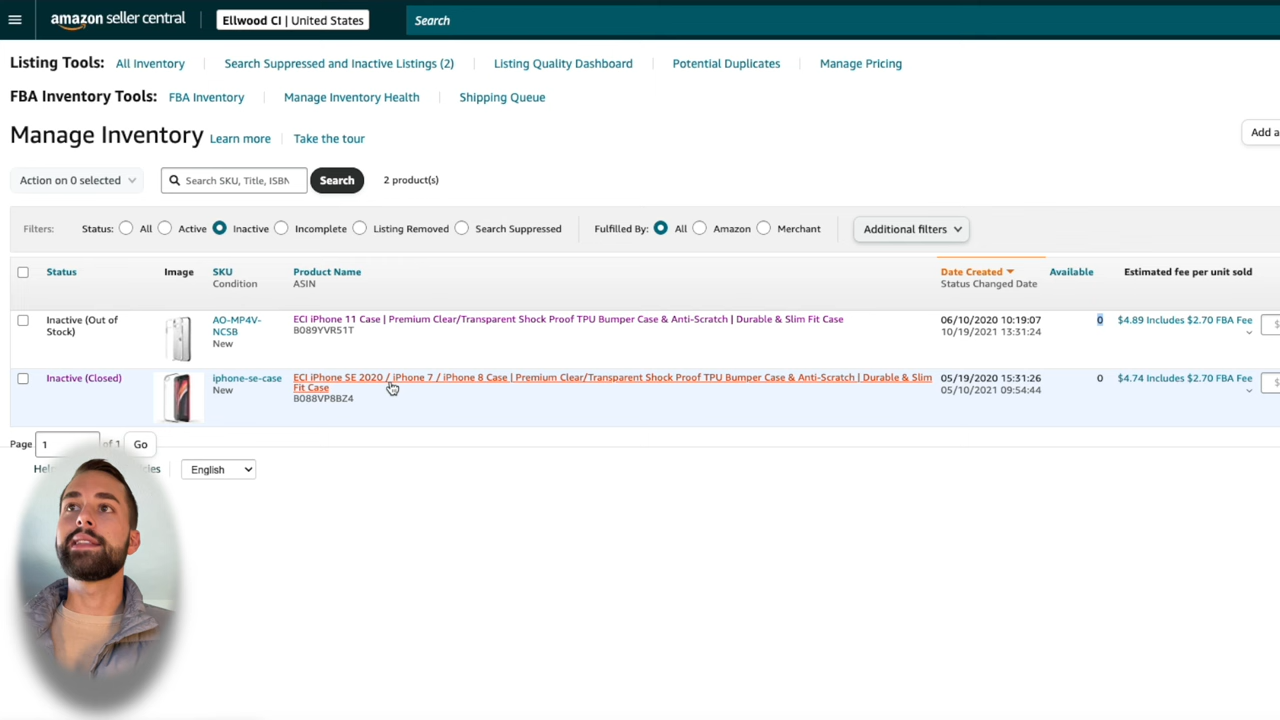 amazon seller central
Ellwood CI | United States
Search
Listing Tools: All Inventory Search Suppressed and Inactive Listings (2) Listing Quality Dashboard Potential Duplicates Manage Pricing
FBA Inventory Tools: FBA Inventory Manage Inventory Health Shipping Queue
Manage Inventory Learn more Take the tour
Add a
Action on 0 selected Search SKU, Title, ISBN Search 2 product(s)
Filters: Status: All Active Inactive Incomplete Listing Removed Search Suppressed Fulfilled By: All Amazon Merchant Additional filters
Status Image SKU Product Name Date Created Available Estimated fee per unit sold
Condition ASIN Status Changed Date
Inactive (Out of Stock)
AO-MP4V-NCSB
New
ECI iPhone 11 Case | Premium Clear/Transparent Shock Proof TPU Bumper Case & Anti-Scratch | Durable & Slim Fit Case
B089YVR51T
06/10/2020 10:19:07
10/19/2021 13:31:24
0
$4.89 Includes $2.70 FBA Fee
$
Inactive (Closed)
iphone-se-case
New
ECI iPhone SE 2020 / iPhone 7 / iPhone 8 Case | Premium Clear/Transparent Shock Proof TPU Bumper Case & Anti-Scratch | Durable & Slim
Fit Case
B088VP8BZ4
05/19/2020 15:31:26
05/10/2021 09:54:44
0
$4.74 Includes $2.70 FBA Fee
$
Page 1 of 1 Go
English